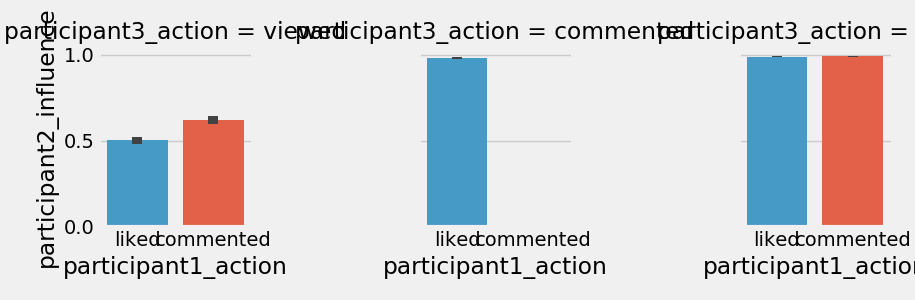 participant3_action = viewed
participant3_action = commented
participant3_action =
participant2_influence
1.0
0.5
0.0
liked commented
liked commented
liked commented
participant1_action
participant1_action
participant1_action